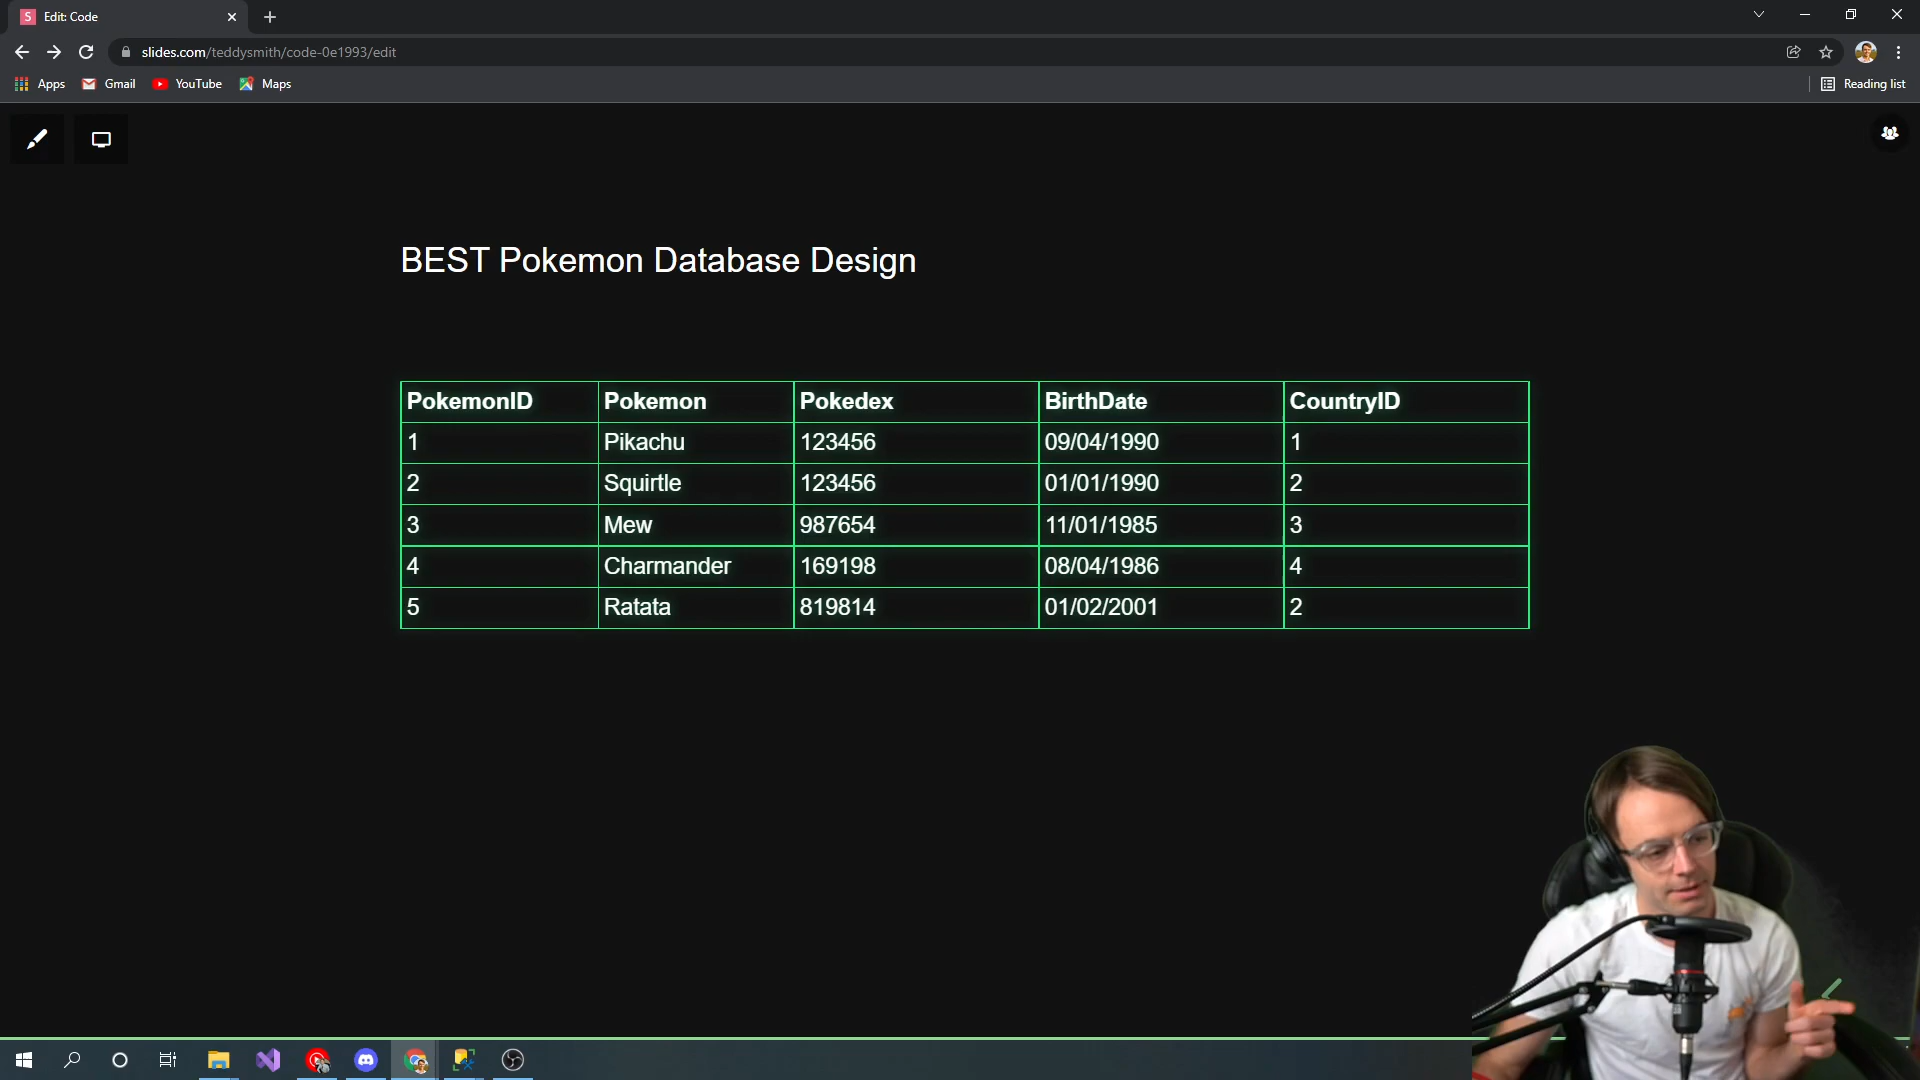 S Edit: Code
slides.com/teddysmith/code-0e1993/edit
Apps Gmail YouTube Maps Reading list
BEST Pokemon Database Design
PokemonID Pokemon Pokedex BirthDate CountryID
1 Pikachu 123456 09/04/1990 1
2 Squirtle 123456 01/01/1990 2
3 Mew 987654 11/01/1985 3
4 Charmander 169198 08/04/1986 4
5 Ratata 819814 01/02/2001 2